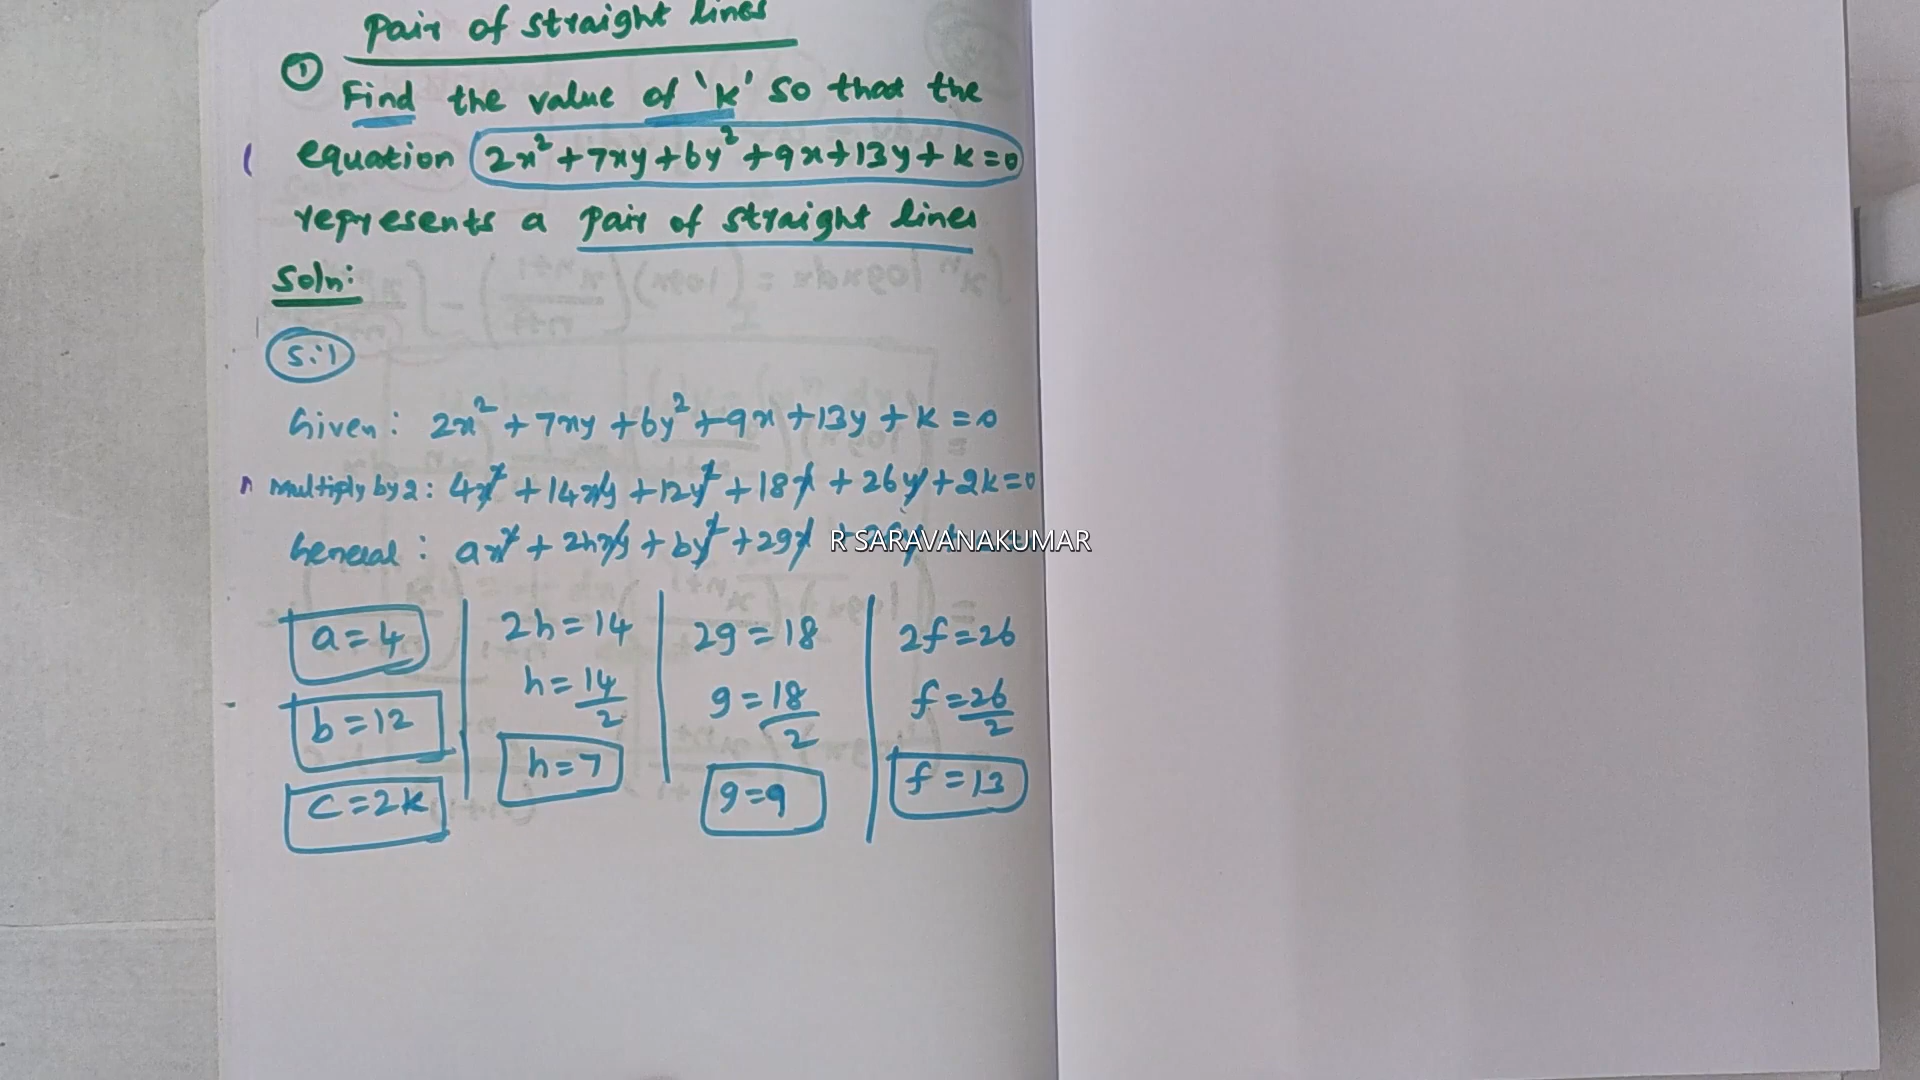 Pair of straight lines
① Find the value of 'k' so that the
equation 2x² + 7xy + 6y² + 9x + 13y + k = 0
represents a pair of straight lines
Soln:
S:1
Given: 2x² + 7xy + 6y² + 9x + 13y + k = 0
Multiply by 2: 4x² + 14xy + 12y² + 18x + 26y + 2k = 0
General: ax² + 2hxy + by² + 2gx
R SARAVANAKUMAR
a = 4
b = 12
c = 2k
2h = 14
h = 14/2
h = 7
2g = 18
g = 18/2
g = 9
2f = 26
f = 26/2
f = 13